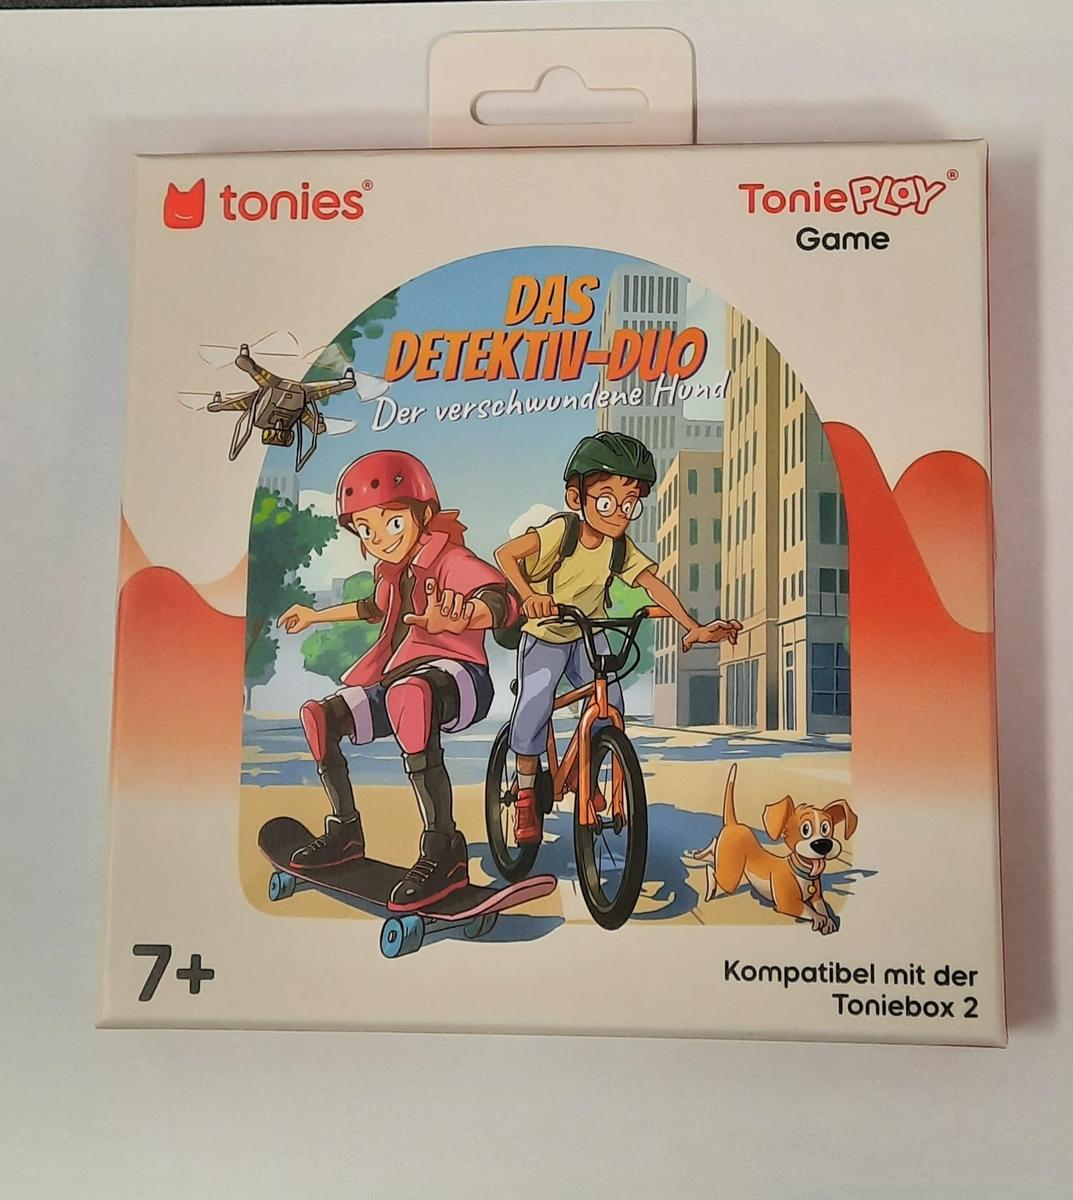 tonies®
ToniePLAY®
Game
DAS
DETEKTIV-DUO
Der verschwundene Hund
7+
Kompatibel mit der
Toniebox 2